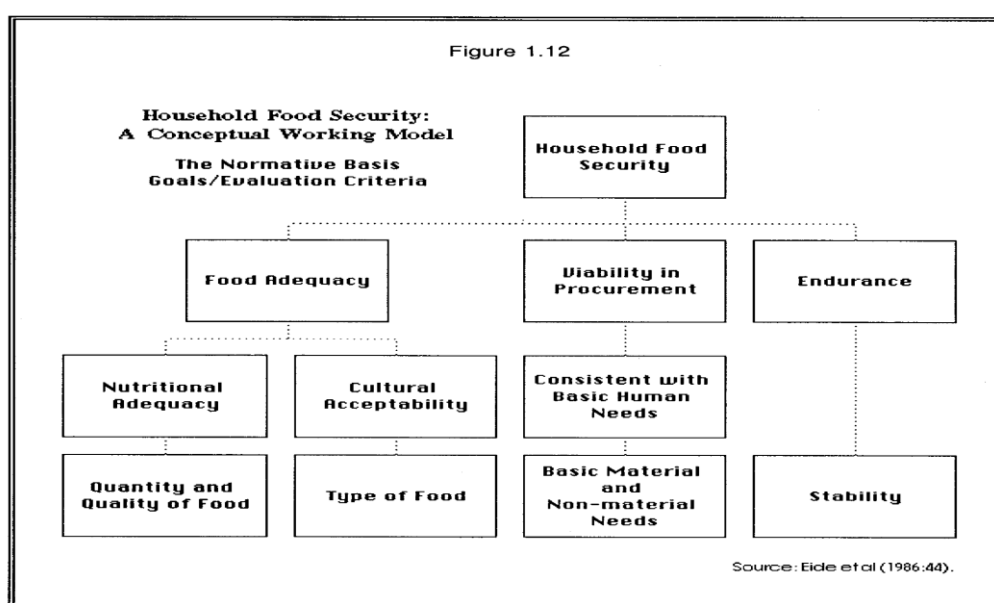 Figure 1.12
Household Food Security:
A Conceptual Working Model
The Normative Basis
Goals/Evaluation Criteria
Household Food
Security
Food Adequacy
Viability in
Procurement
Endurance
Nutritional
Adequacy
Cultural
Acceptability
Consistent with
Basic Human
Needs
Quantity and
Quality of Food
Type of Food
Basic Material
and
Non-material
Needs
Stability
Source: Eide et al (1986:44).